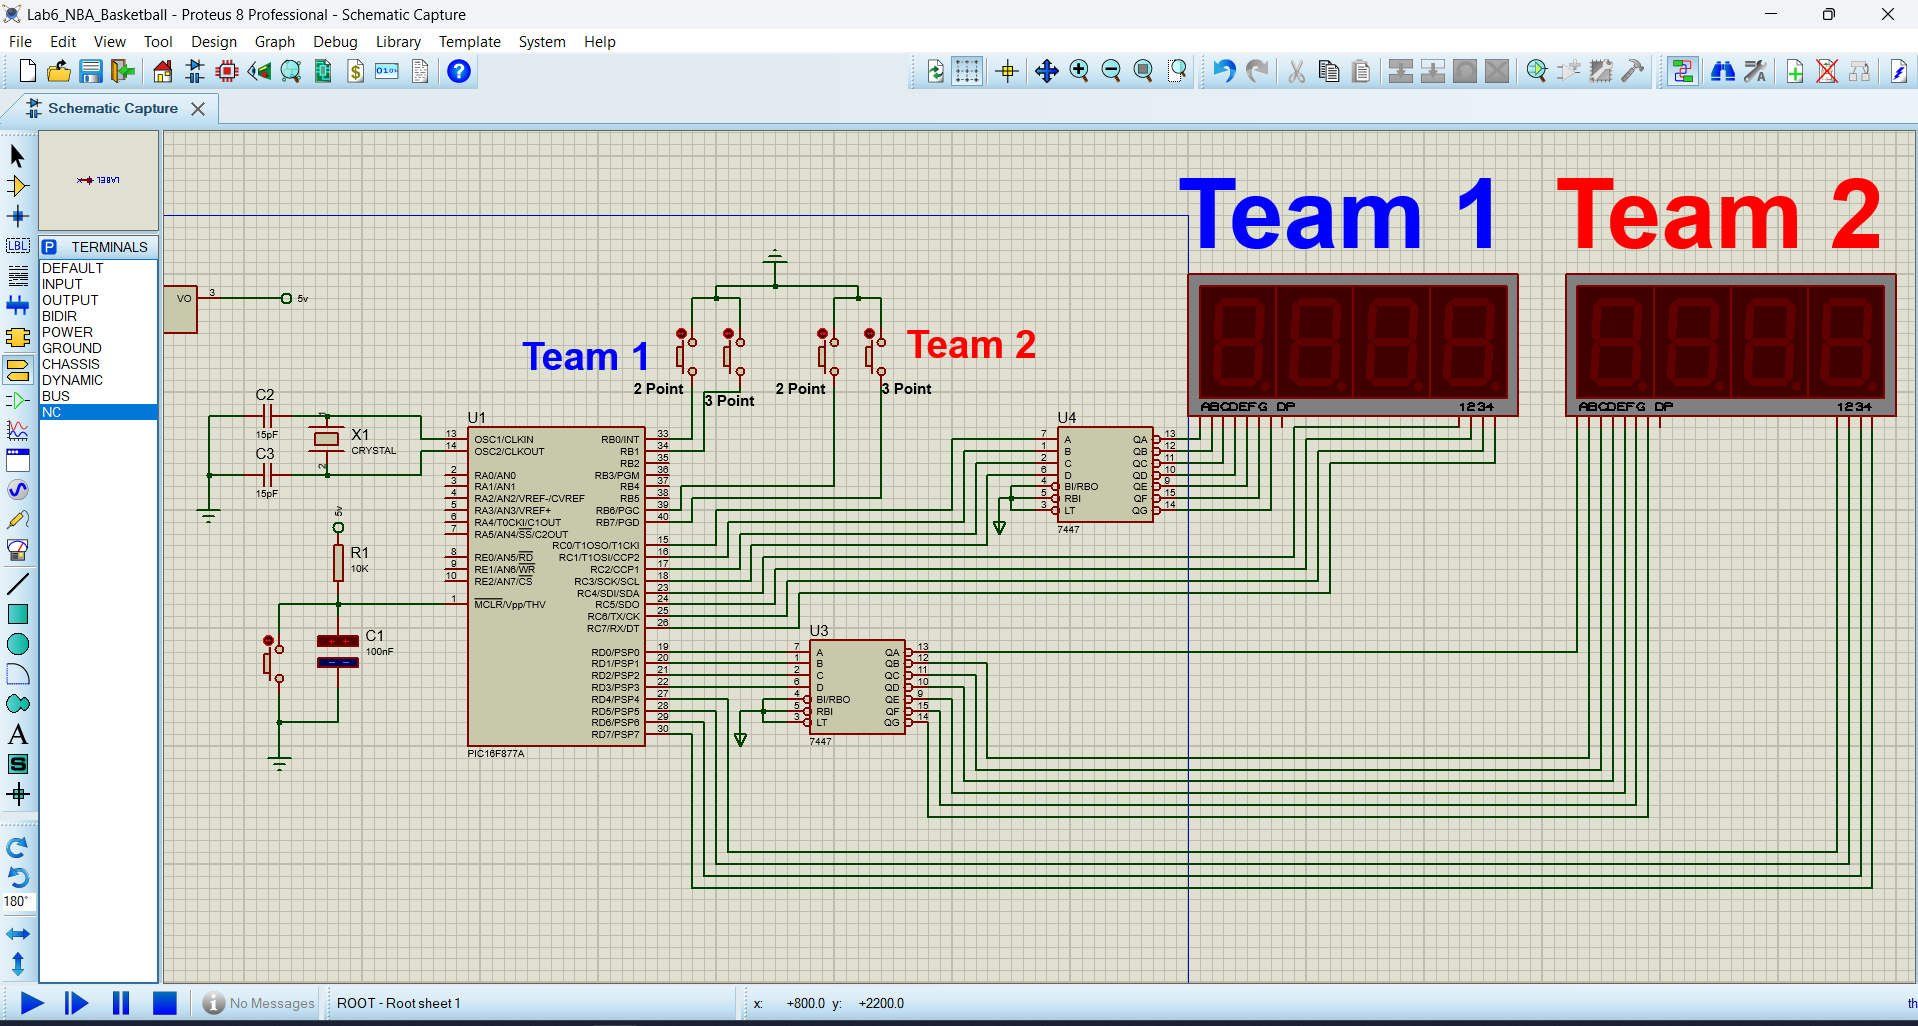 Lab6_NBA_Basketball - Proteus 8 Professional - Schematic Capture
File Edit View Tool Design Graph Debug Library Template System Help
Schematic Capture
LABEL
P TERMINALS
DEFAULT
INPUT
OUTPUT
BIDIR
POWER
GROUND
CHASSIS
DYNAMIC
BUS
NC
LBL
180°
Team 1 Team 2
VO 3 5v
Team 1 Team 2
2 Point 3 Point 2 Point 3 Point
ABCDEFG DP 1234
ABCDEFG DP 1234
C2
15pF
C3
15pF
X1
CRYSTAL
1
2
5v
R1
10K
C1
100nF
U1
13 OSC1/CLKIN
14 OSC2/CLKOUT
2 RA0/AN0
3 RA1/AN1
4 RA2/AN2/VREF-/CVREF
5 RA3/AN3/VREF+
6 RA4/T0CKI/C1OUT
7 RA5/AN4/SS/C2OUT
8 RE0/AN5/RD
9 RE1/AN6/WR
10 RE2/AN7/CS
1 MCLR/Vpp/THV
RB0/INT 33
RB1 34
RB2 35
RB3/PGM 36
RB4 37
RB5 38
RB6/PGC 39
RB7/PGD 40
RC0/T1OSO/T1CKI 15
RC1/T1OSI/CCP2 16
RC2/CCP1 17
RC3/SCK/SCL 18
RC4/SDI/SDA 23
RC5/SDO 24
RC6/TX/CK 25
RC7/RX/DT 26
RD0/PSP0 19
RD1/PSP1 20
RD2/PSP2 21
RD3/PSP3 22
RD4/PSP4 27
RD5/PSP5 28
RD6/PSP6 29
RD7/PSP7 30
PIC16F877A
U4
7 A QA 13
1 B QB 12
2 C QC 11
6 D QD 10
4 BI/RBO QE 9
5 RBI QF 15
3 LT QG 14
7447
U3
7 A QA 13
1 B QB 12
2 C QC 11
6 D QD 10
4 BI/RBO QE 9
5 RBI QF 15
3 LT QG 14
7447
No Messages ROOT - Root sheet 1 x: +800.0 y: +2200.0 th